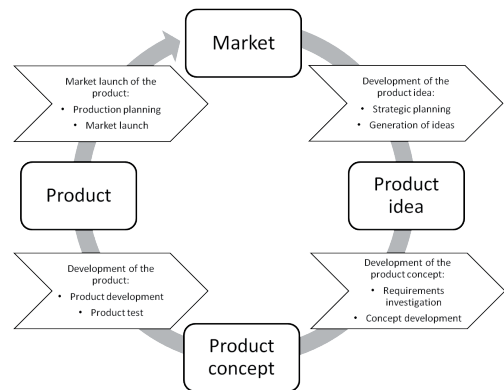 Market
Development of the
product idea:
• Strategic planning
• Generation of ideas
Product
idea
Development of the
product concept:
• Requirements
investigation
• Concept development
Product
concept
Development of the
product:
• Product development
• Product test
Product
Market launch of the
product:
• Production planning
• Market launch